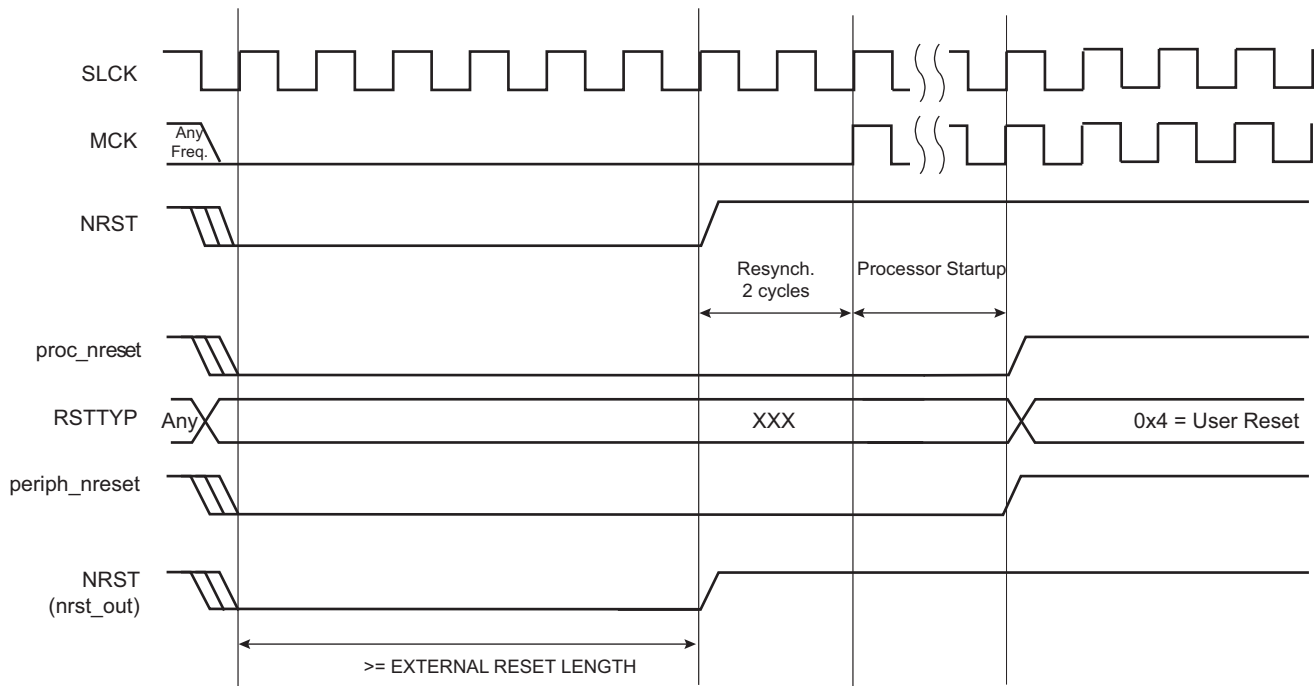 SLCK
MCK
Any
Freq.
NRST
Resynch.
2 cycles
Processor Startup
proc_nreset
RSTTYP
Any
XXX
0x4 = User Reset
periph_nreset
NRST
(nrst_out)
>= EXTERNAL RESET LENGTH